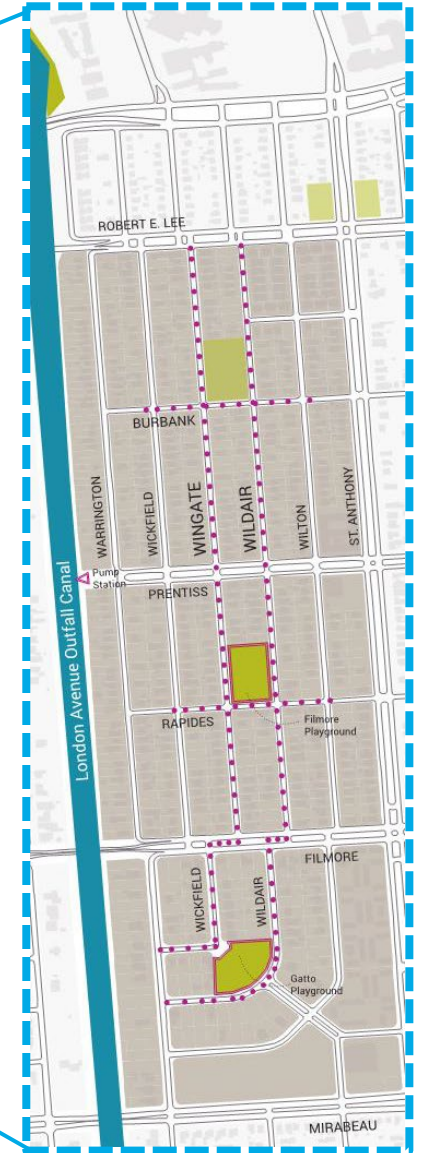 ROBERT E. LEE
BURBANK
WARRINGTON
WICKFIELD
WINGATE
WILDAIR
WILTON
ST. ANTHONY
Pump
Station
PRENTISS
London Avenue Outfall Canal
RAPIDES
Filmore
Playground
FILMORE
WICKFIELD
WILDAIR
Gatto
Playground
MIRABEAU